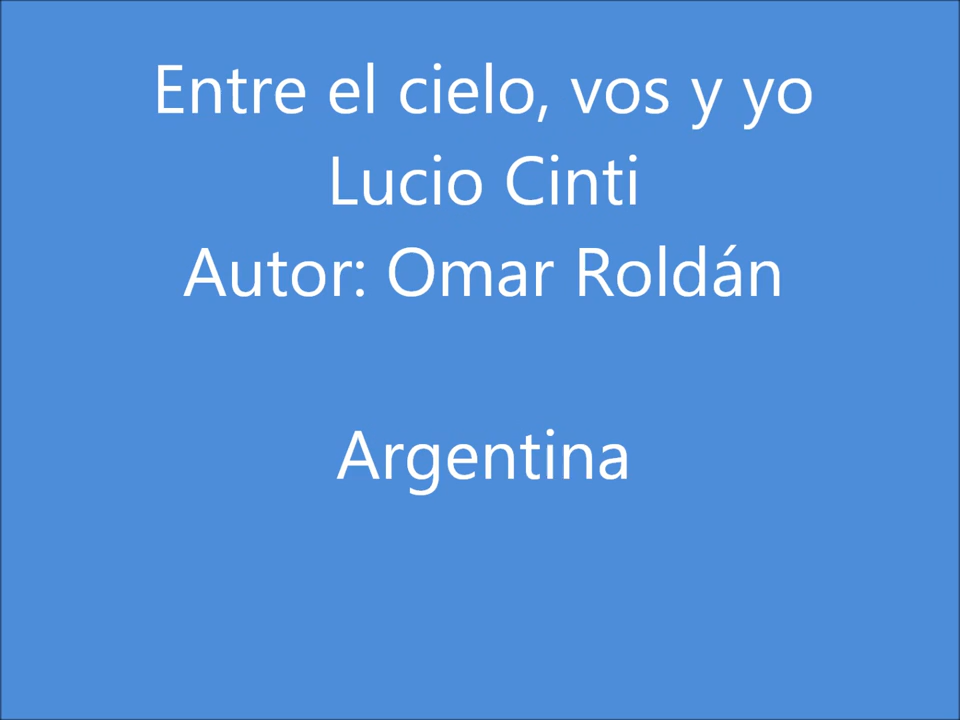 Entre el cielo, vos y yo
Lucio Cinti
Autor: Omar Roldán
Argentina